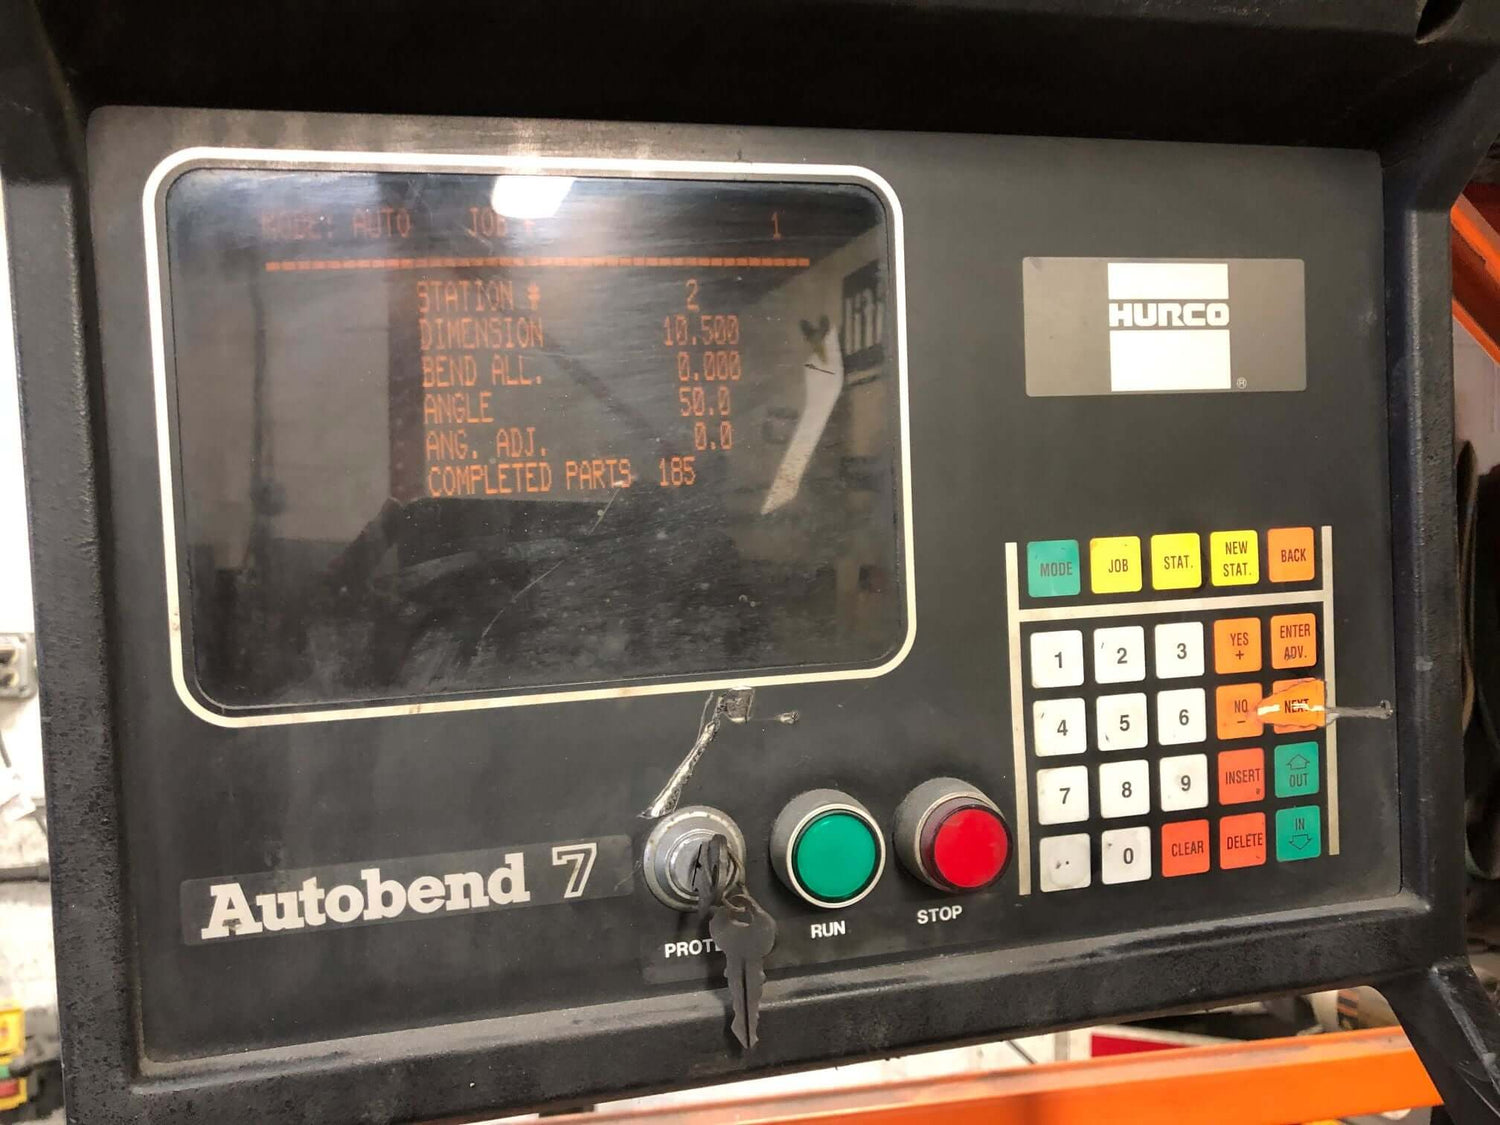 MODE: AUTO JOB # 1
STATION # 2
DIMENSION 10.500
BEND ALL. 0.000
ANGLE 50.0
ANG. ADJ. 0.0
COMPLETED PARTS 185
HURCO
®
MODE JOB STAT. NEW STAT. BACK
1 2 3 YES + ENTER ADV.
4 5 6 NO - NEXT
7 8 9 INSERT OUT
. 0 CLEAR DELETE IN
Autobend 7
RUN
STOP